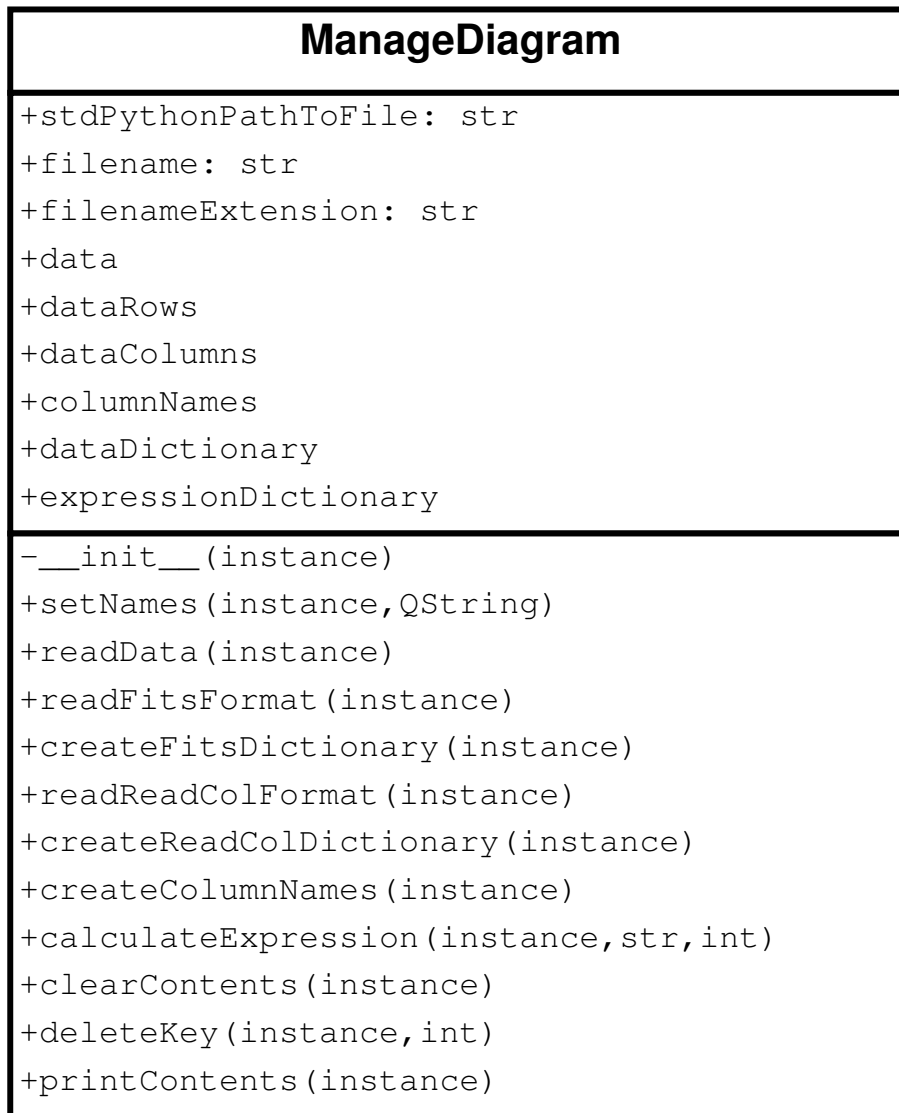 ManageDiagram
+stdPythonPathToFile: str
+filename: str
+filenameExtension: str
+data
+dataRows
+dataColumns
+columnNames
+dataDictionary
+expressionDictionary
-__init__(instance)
+setNames(instance,QString)
+readData(instance)
+readFitsFormat(instance)
+createFitsDictionary(instance)
+readReadColFormat(instance)
+createReadColDictionary(instance)
+createColumnNames(instance)
+calculateExpression(instance,str,int)
+clearContents(instance)
+deleteKey(instance,int)
+printContents(instance)